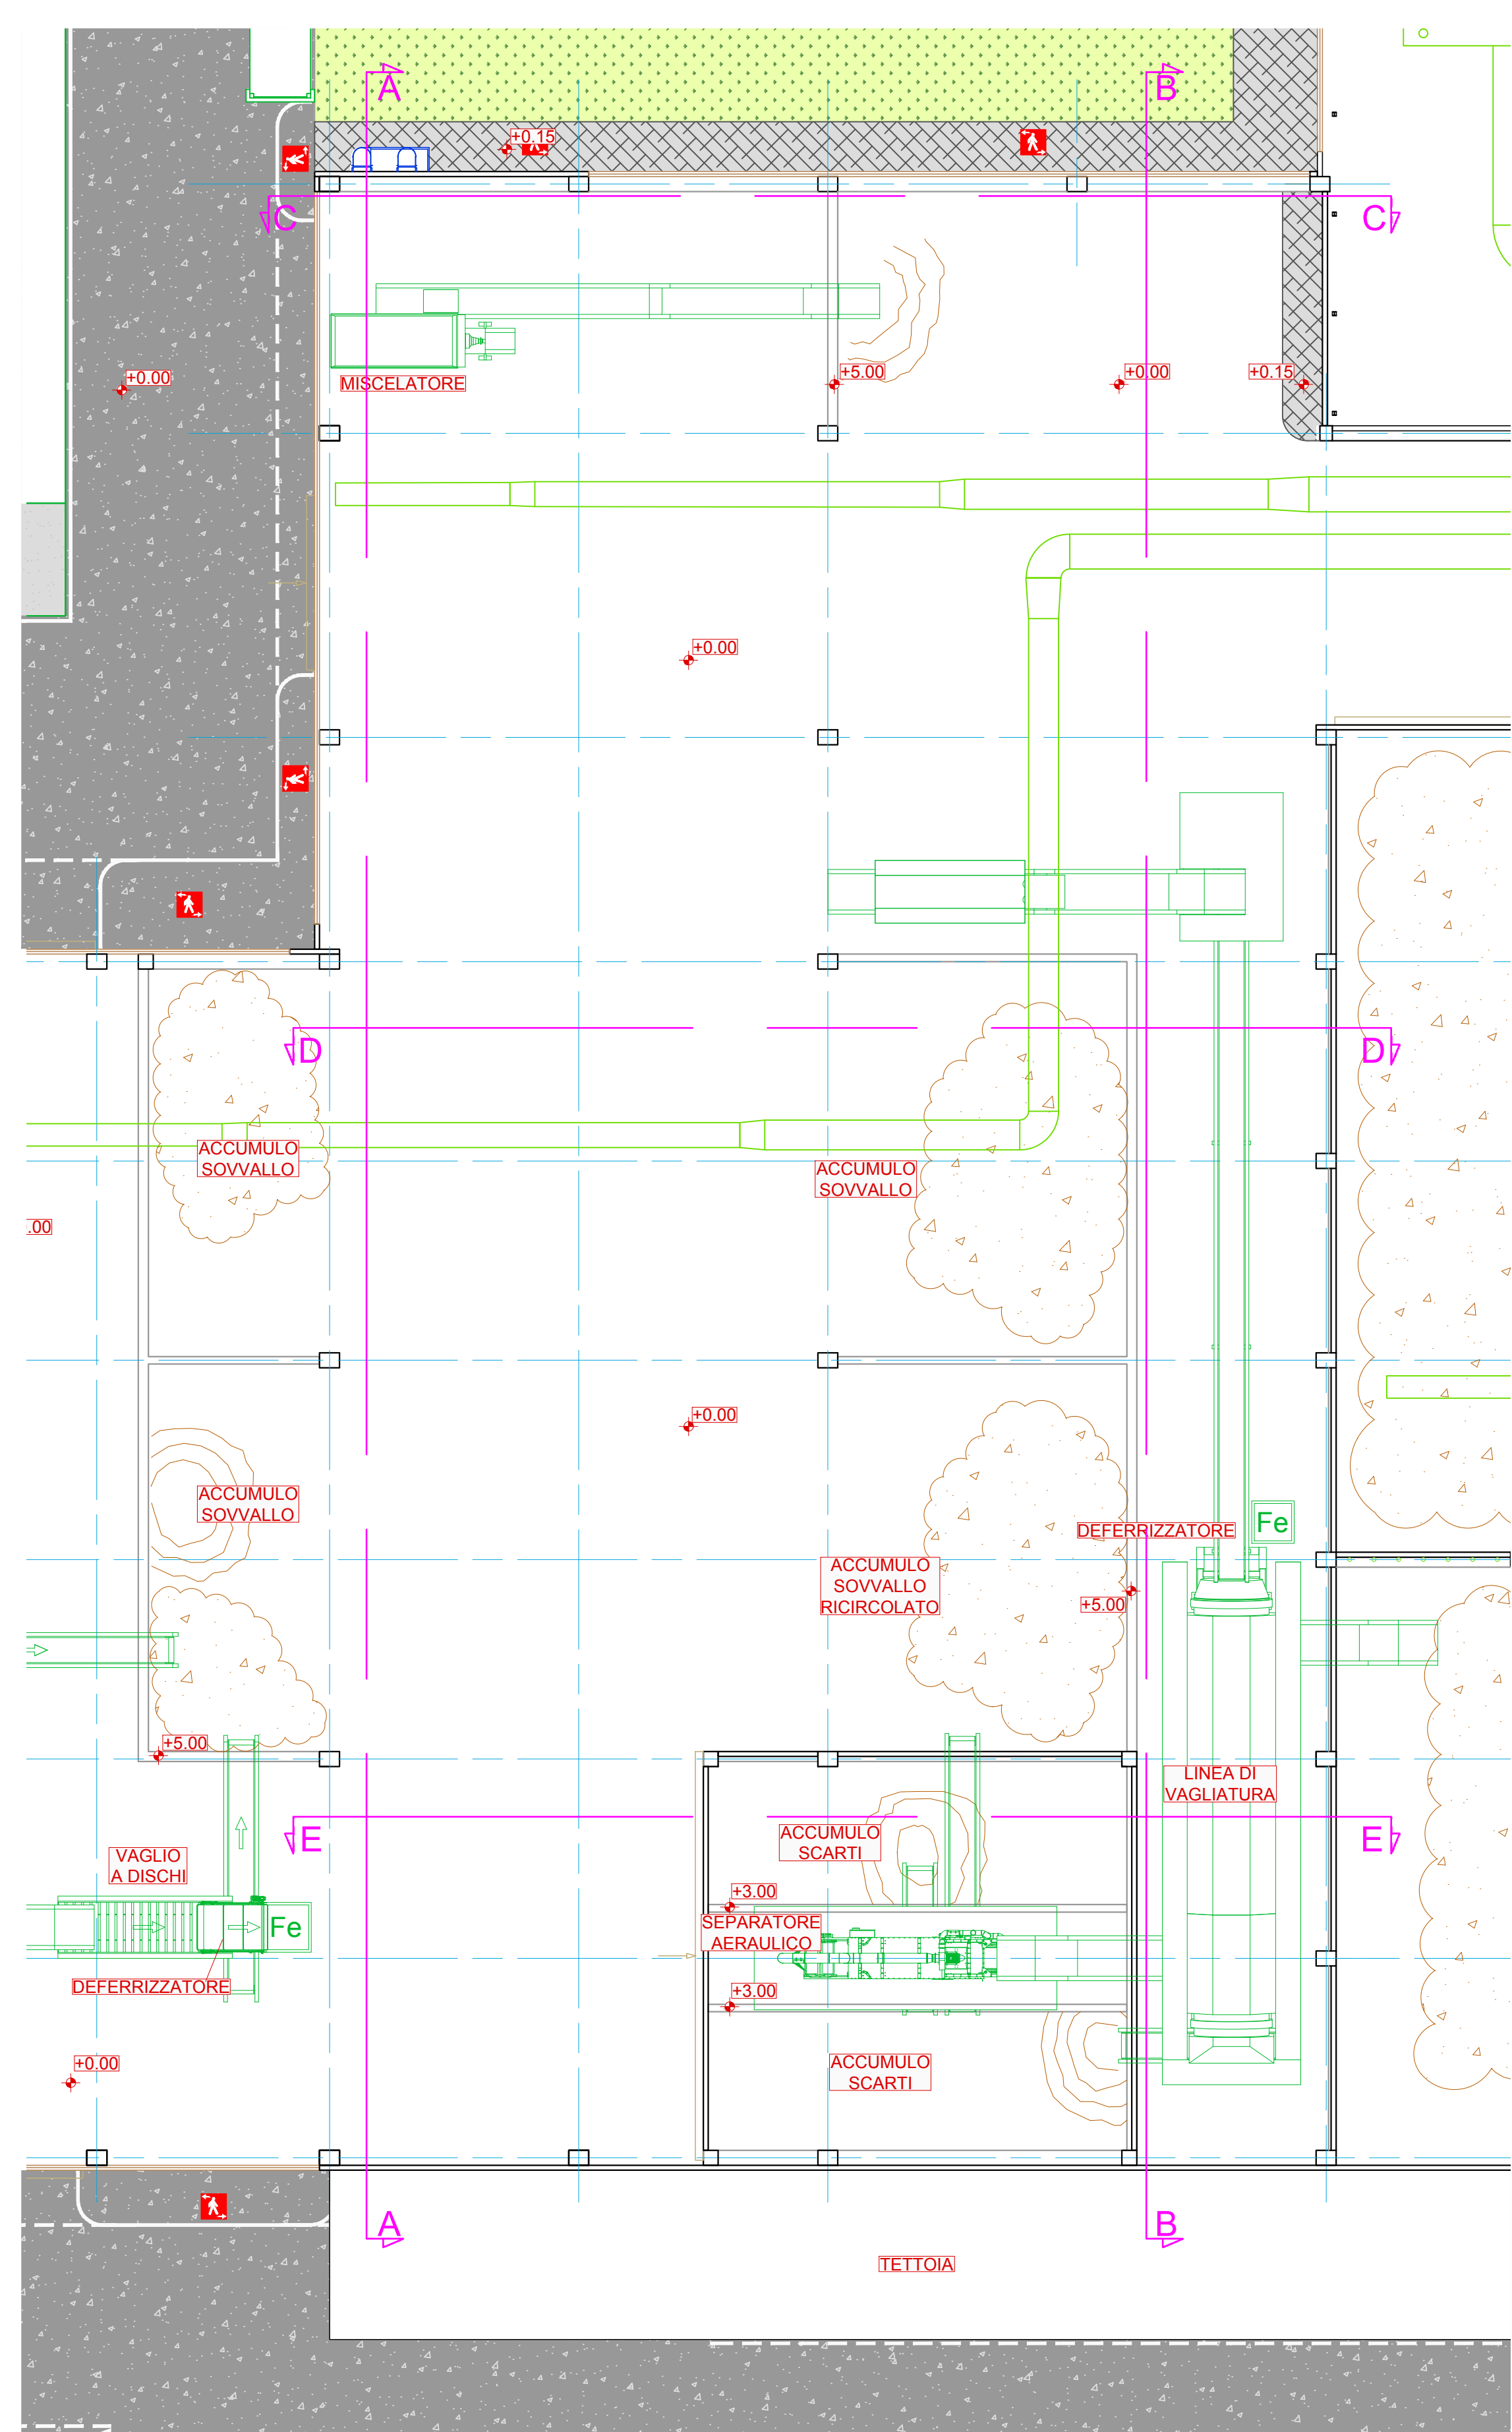 A
B
+0.15
C
C
MISCELATORE
+0.00
+5.00
+0.00
+0.15
+0.00
D
D
ACCUMULO
SOVVALLO
ACCUMULO
SOVVALLO
.00
+0.00
ACCUMULO
SOVVALLO
DEFERRIZZATORE
Fe
ACCUMULO
SOVVALLO
RICIRCOLATO
+5.00
+5.00
LINEA DI
VAGLIATURA
E
E
ACCUMULO
SCARTI
VAGLIO
A DISCHI
+3.00
SEPARATORE
AERAULICO
Fe
DEFERRIZZATORE
+3.00
+0.00
ACCUMULO
SCARTI
A
B
TETTOIA